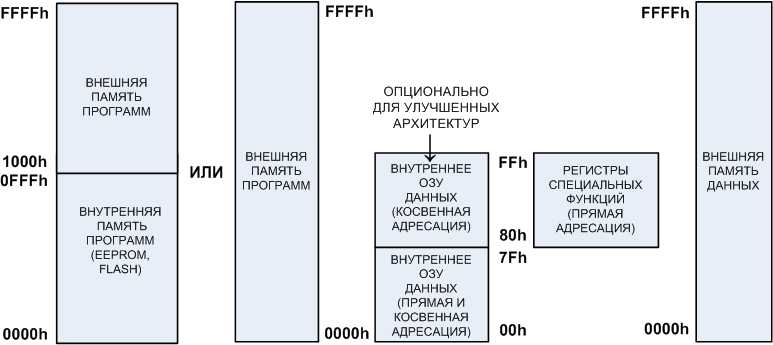 FFFFh
ВНЕШНЯЯ
ПАМЯТЬ
ПРОГРАММ
1000h
0FFFh
ВНУТРЕННЯЯ
ПАМЯТЬ
ПРОГРАММ
(EEPROM,
FLASH)
0000h
ИЛИ
FFFFh
ВНЕШНЯЯ
ПАМЯТЬ
ПРОГРАММ
0000h
ОПЦИОНАЛЬНО
ДЛЯ УЛУЧШЕННЫХ
АРХИТЕКТУР
ВНУТРЕННЕЕ
ОЗУ
ДАННЫХ
(КОСВЕННАЯ
АДРЕСАЦИЯ)
ВНУТРЕННЕЕ
ОЗУ
ДАННЫХ
(ПРЯМАЯ И
КОСВЕННАЯ
АДРЕСАЦИЯ)
FFh
80h
7Fh
00h
РЕГИСТРЫ
СПЕЦИАЛЬНЫХ
ФУНКЦИЙ
(ПРЯМАЯ
АДРЕСАЦИЯ)
FFFFh
ВНЕШНЯЯ
ПАМЯТЬ
ДАННЫХ
0000h